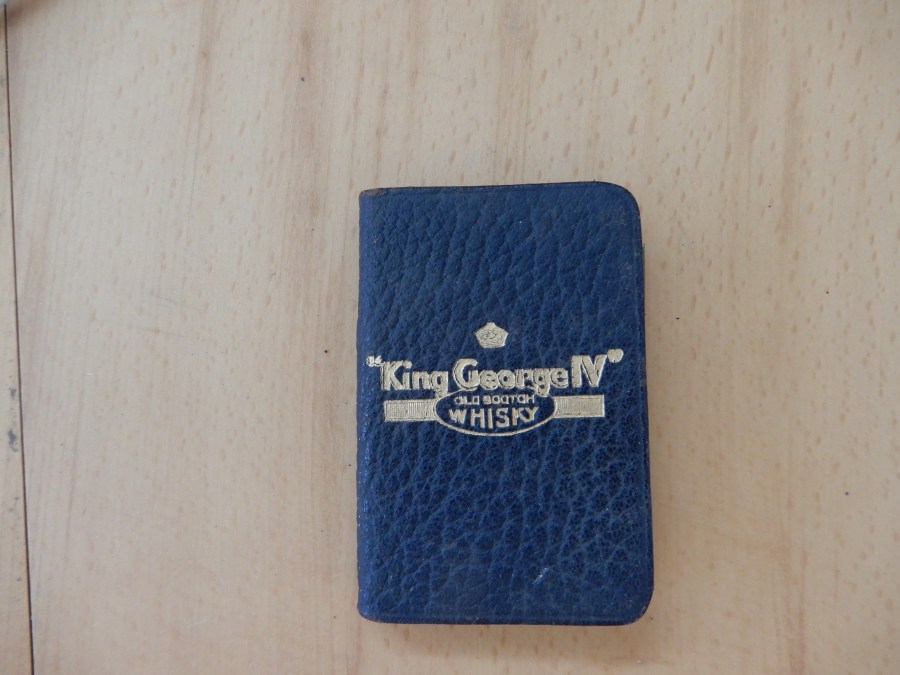 "King George IV"
OLD SCOTCH
WHISKY